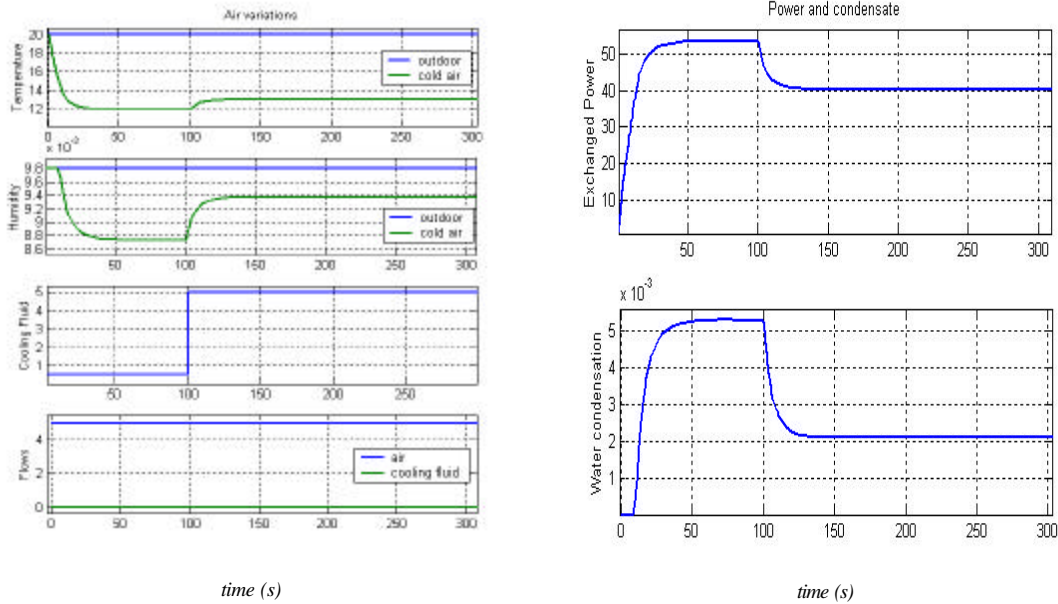 Air variations
Temperature
20
18
16
14
12
outdoor
cold air
0 50 100 150 200 250 300
x 10⁻³
Humidity
9.8
9.6
9.4
9.2
9
8.8
8.6
outdoor
cold air
50 100 150 200 250 300
Cooling Fluid
5
4
3
2
1
50 100 150 200 250
Flows
4
2
0
air
cooling fluid
0 50 100 150 200 250 300
time (s)
Power and condensate
Exchanged Power
50
40
30
20
10
50 100 150 200 250 300
x 10⁻³
Water condensation
5
4
3
2
1
0 50 100 150 200 250 300
time (s)